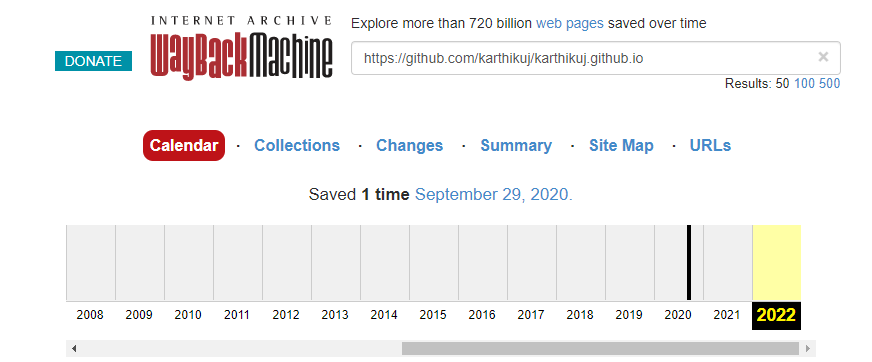 INTERNET ARCHIVE
WayBackMachine
DONATE
Explore more than 720 billion web pages saved over time
https://github.com/karthikuj/karthikuj.github.io
×
Results: 50 100 500
Calendar · Collections · Changes · Summary · Site Map · URLs
Saved 1 time September 29, 2020.
2008 2009 2010 2011 2012 2013 2014 2015 2016 2017 2018 2019 2020 2021 2022